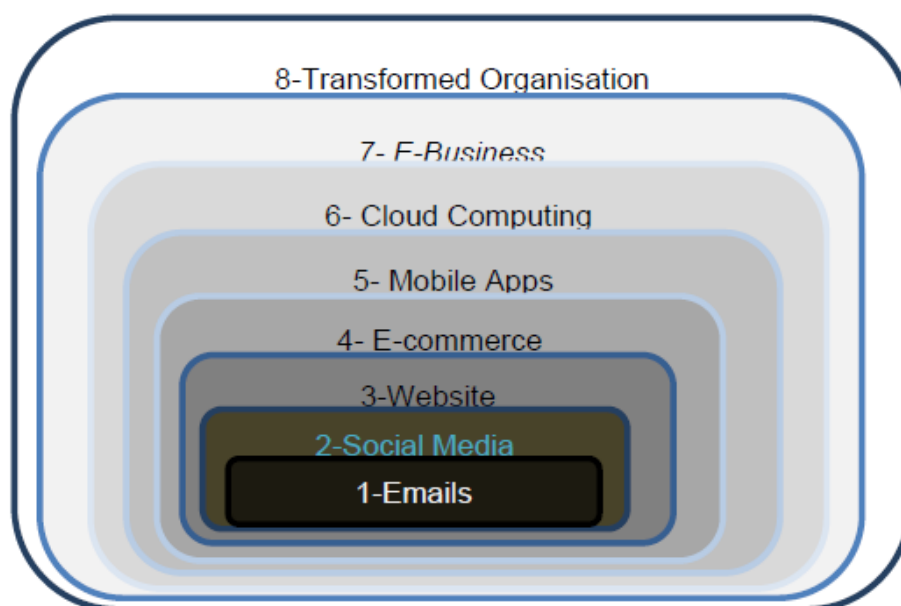 8-Transformed Organisation
7- E-Business
6- Cloud Computing
5- Mobile Apps
4- E-commerce
3-Website
2-Social Media
1-Emails